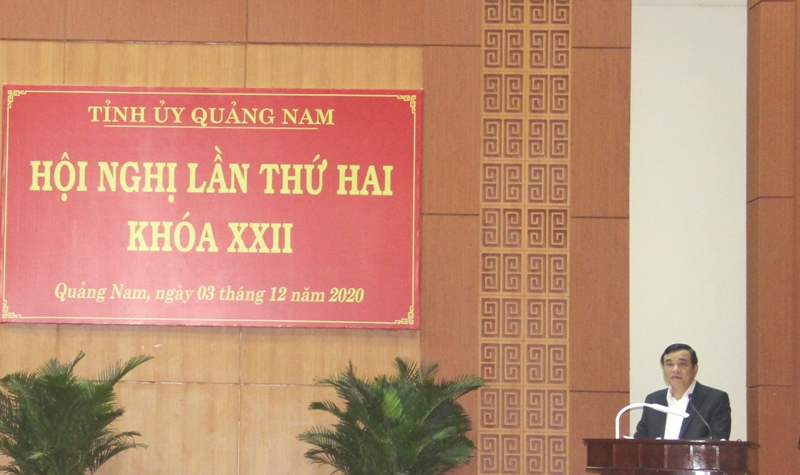 TỈNH ỦY QUẢNG NAM
HỘI NGHỊ LẦN THỨ HAI
KHÓA XXII
Quảng Nam, ngày 03 tháng 12 năm 2020